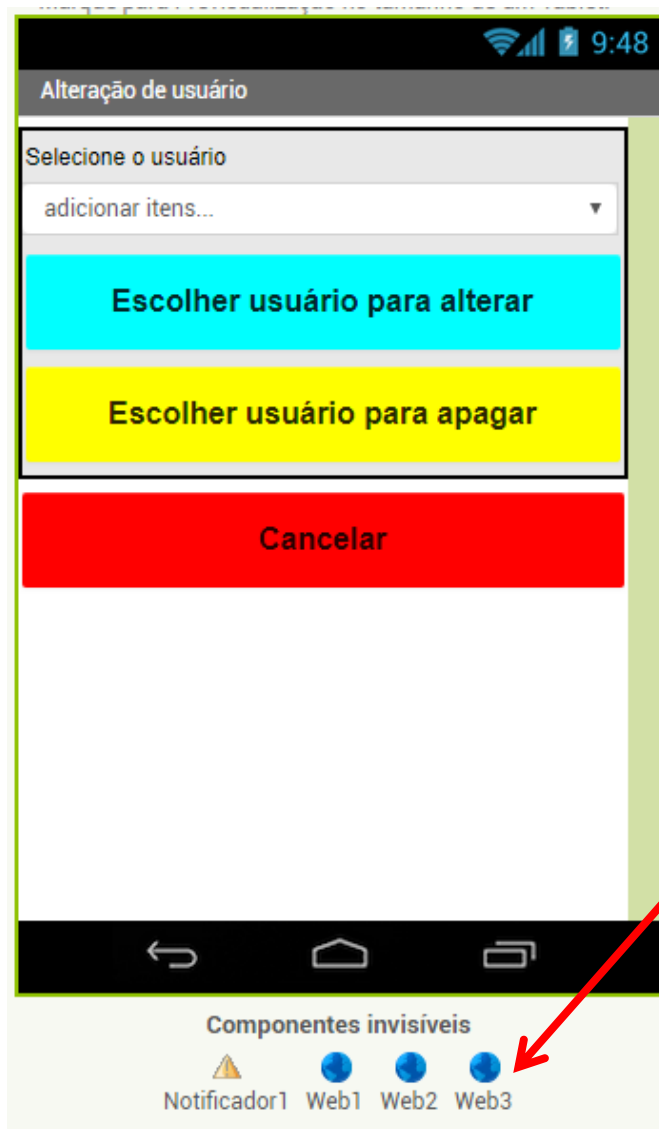 9:48
Alteração de usuário
Selecione o usuário
adicionar itens...
Escolher usuário para alterar
Escolher usuário para apagar
Cancelar
Componentes invisíveis
Notificador1 Web1 Web2 Web3